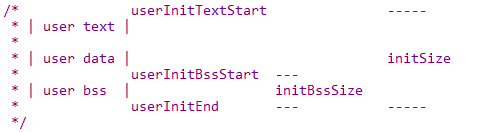 /*              userInitTextStart               -----
 * | user text |
 *
 * | user data |                                initSize
 *              userInitBssStart  ---
 * | user bss  |                  initBssSize
 *              userInitEnd       ---           -----
 */